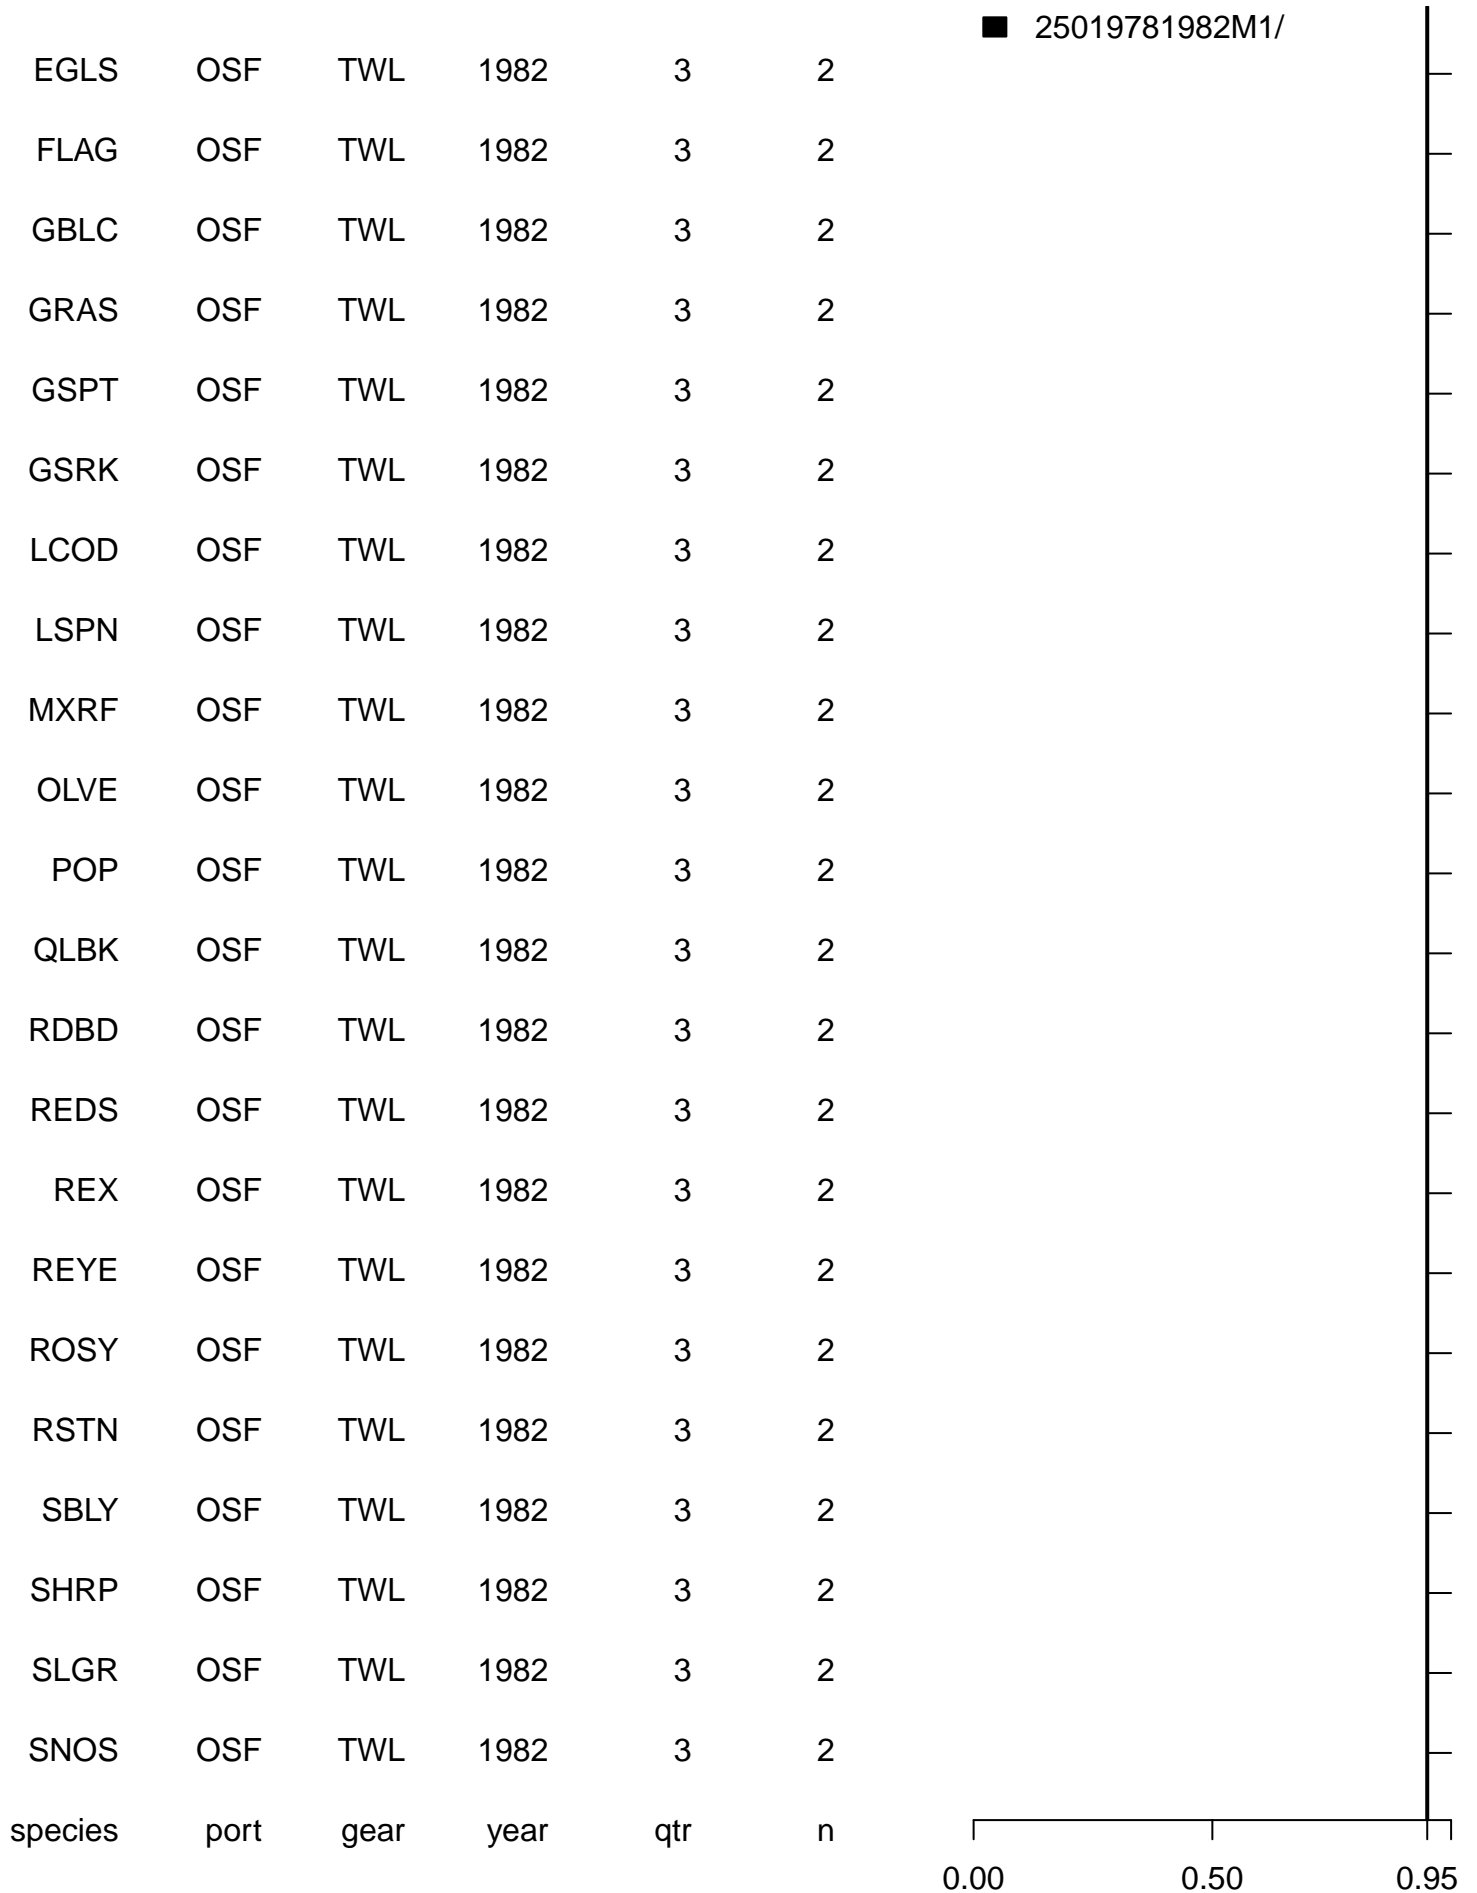 25019781982M1/
EGLS OSF TWL 1982 3 2
FLAG OSF TWL 1982 3 2
GBLC OSF TWL 1982 3 2
GRAS OSF TWL 1982 3 2
GSPT OSF TWL 1982 3 2
GSRK OSF TWL 1982 3 2
LCOD OSF TWL 1982 3 2
LSPN OSF TWL 1982 3 2
MXRF OSF TWL 1982 3 2
OLVE OSF TWL 1982 3 2
POP OSF TWL 1982 3 2
QLBK OSF TWL 1982 3 2
RDBD OSF TWL 1982 3 2
REDS OSF TWL 1982 3 2
REX OSF TWL 1982 3 2
REYE OSF TWL 1982 3 2
ROSY OSF TWL 1982 3 2
RSTN OSF TWL 1982 3 2
SBLY OSF TWL 1982 3 2
SHRP OSF TWL 1982 3 2
SLGR OSF TWL 1982 3 2
SNOS OSF TWL 1982 3 2
species port gear year qtr n
0.00 0.50 0.95